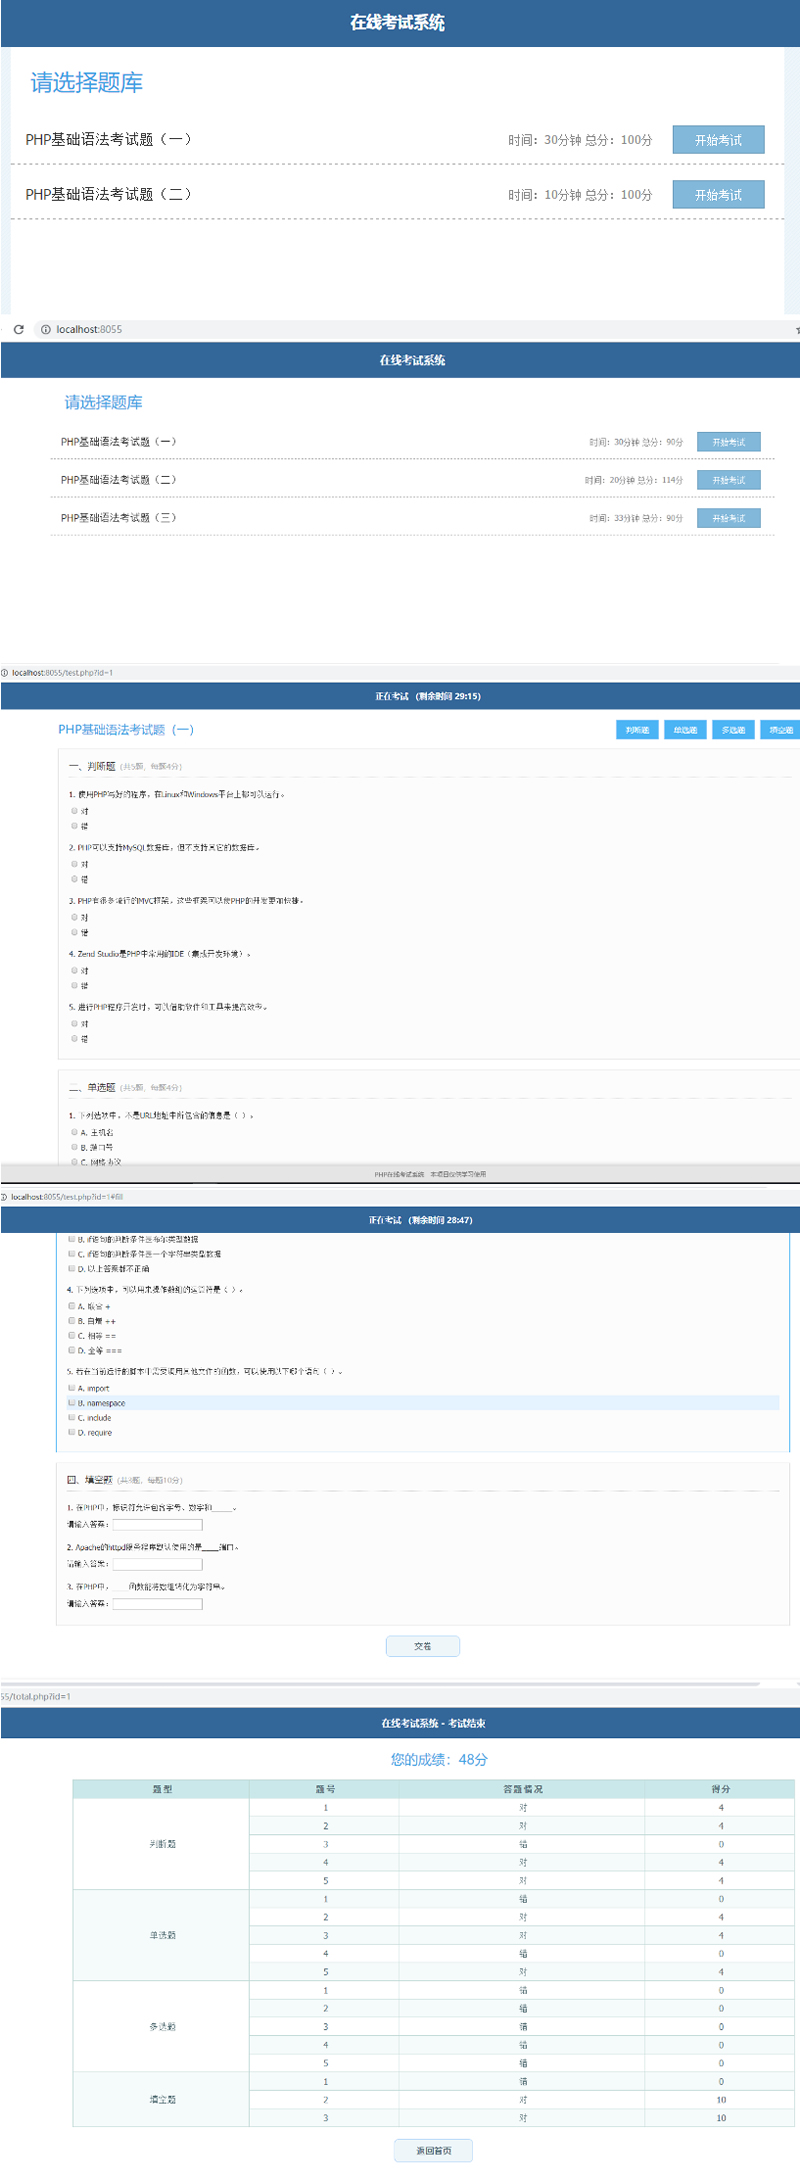 在线考试系统
请选择题库
PHP基础语法考试题（一） 时间：30分钟 总分：100分 开始考试
PHP基础语法考试题（二） 时间：10分钟 总分：100分 开始考试
localhost:8055
在线考试系统
请选择题库
PHP基础语法考试题（一） 时间：30分钟 总分：90分 开始考试
PHP基础语法考试题（二） 时间：20分钟 总分：114分 开始考试
PHP基础语法考试题（三） 时间：33分钟 总分：90分 开始考试
localhost:8055/test.php?id=1
正在考试 (剩余时间 29:15)
PHP基础语法考试题（一） 判断题 单选题 多选题 填空题
一、判断题 (共5题，每题4分)
1. 使用PHP写好的程序，在Linux和Windows平台上都可以运行。
对
错
2. PHP可以支持MySQL数据库，但不支持其它的数据库。
对
错
3. PHP有很多流行的MVC框架，这些框架可以使PHP的开发更加快捷。
对
错
4. Zend Studio是PHP中常用的IDE（集成开发环境）。
对
错
5. 进行PHP程序开发时，可以借助软件和工具来提高效率。
对
错
二、单选题 (共5题，每题4分)
1. 下列选项中，不是URL地址中所包含的信息是（ ）。
A. 主机名
B. 端口号
C. 网络协议
PHP在线考试系统 本项目仅供学习使用
localhost:8055/test.php?id=1#fill
正在考试 (剩余时间 28:47)
B. if语句的判断条件是布尔类型数据
C. if语句的判断条件是一个字符串类型数据
D. 以上答案都不正确
4. 下列选项中，可以用来操作数组的运算符是（ ）。
A. 联合 +
B. 自增 ++
C. 相等 ==
D. 全等 ===
5. 若在当前运行的脚本中需要调用其他文件的函数，可以使用以下哪个语句（ ）。
A. import
B. namespace
C. include
D. require
四、填空题 (共3题，每题10分)
1. 在PHP中，标识符允许包含字母、数字和_____。
请输入答案：
2. Apache的httpd服务程序默认使用的是____端口。
请输入答案：
3. 在PHP中，____函数能将数组转化为字符串。
请输入答案：
交卷
55/total.php?id=1
在线考试系统 - 考试结束
您的成绩：48分
题型 题号 答题情况 得分
判断题
1 对 4
2 对 4
3 错 0
4 对 4
5 对 4
单选题
1 错 0
2 对 4
3 对 4
4 错 0
5 对 4
多选题
1 错 0
2 错 0
3 错 0
4 错 0
5 错 0
填空题
1 错 0
2 对 10
3 对 10
返回首页